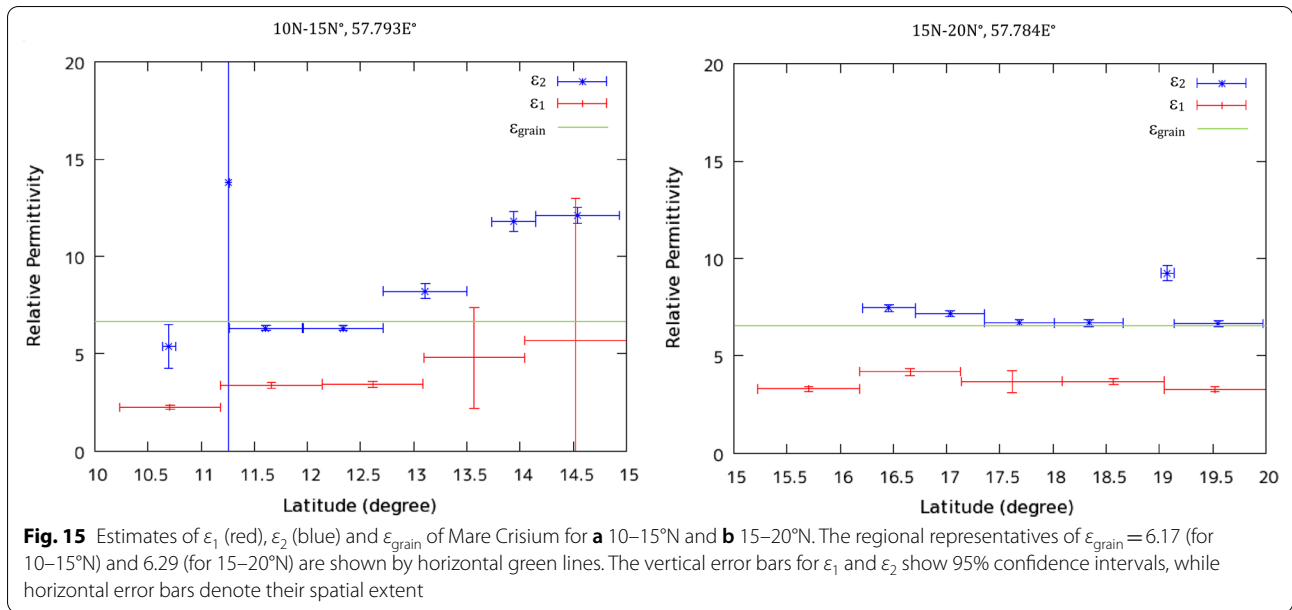 10N-15N°, 57.793E°
20
15
10
5
0
Relative Permittivity
ε2
ε1
εgrain
10 10.5 11 11.5 12 12.5 13 13.5 14 14.5 15
Latitude (degree)
15N-20N°, 57.784E°
20
15
10
5
0
Relative Permittivity
ε2
ε1
εgrain
15 15.5 16 16.5 17 17.5 18 18.5 19 19.5 20
Latitude (degree)
Fig. 15 Estimates of ε1 (red), ε2 (blue) and εgrain of Mare Crisium for a 10–15°N and b 15–20°N. The regional representatives of εgrain = 6.17 (for
10–15°N) and 6.29 (for 15–20°N) are shown by horizontal green lines. The vertical error bars for ε1 and ε2 show 95% confidence intervals, while
horizontal error bars denote their spatial extent